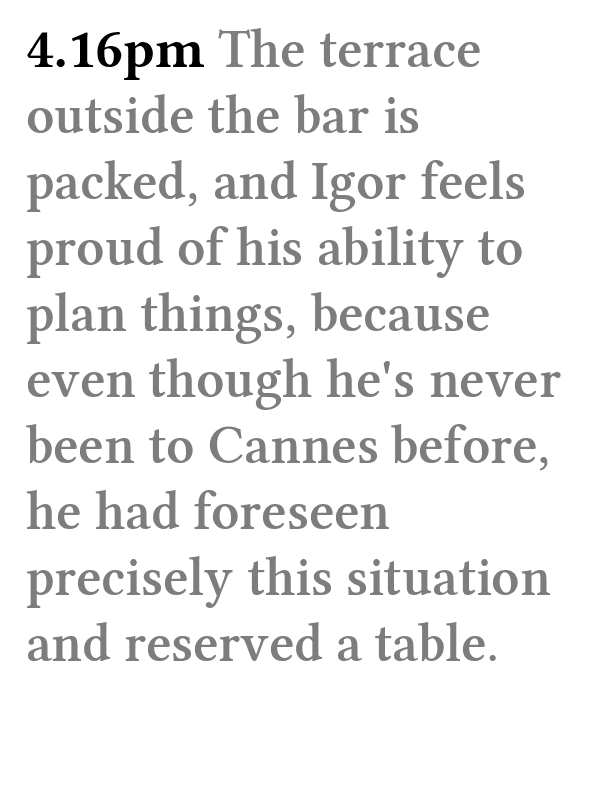 4.16pm The terrace
outside the bar is
packed, and Igor feels
proud of his ability to
plan things, because
even though he's never
been to Cannes before,
he had foreseen
precisely this situation
and reserved a table.